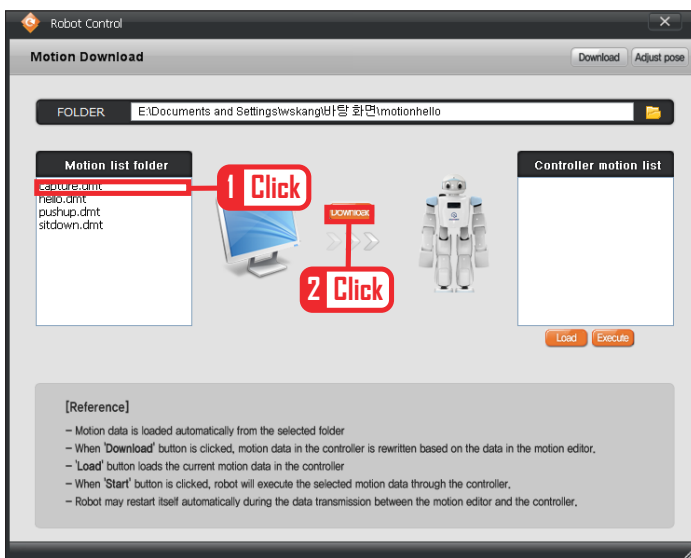 Robot Control
Motion Download
Download Adjust pose
FOLDER E:\Documents and Settings\wskang\바탕 화면\motionhello
Motion list folder
Controller motion list
capture.dmt
hello.dmt
pushup.dmt
sitdown.dmt
1 Click
DOWNLOAD
2 Click
Load Execute
[Reference]
– Motion data is loaded automatically from the selected folder
– When 'Download' button is clicked, motion data in the controller is rewritten based on the data in the motion editor.
– 'Load' button loads the current motion data in the controller
– When 'Start' button is clicked, robot will execute the selected motion data through the controller.
– Robot may restart itself automatically during the data transmission between the motion editor and the controller.